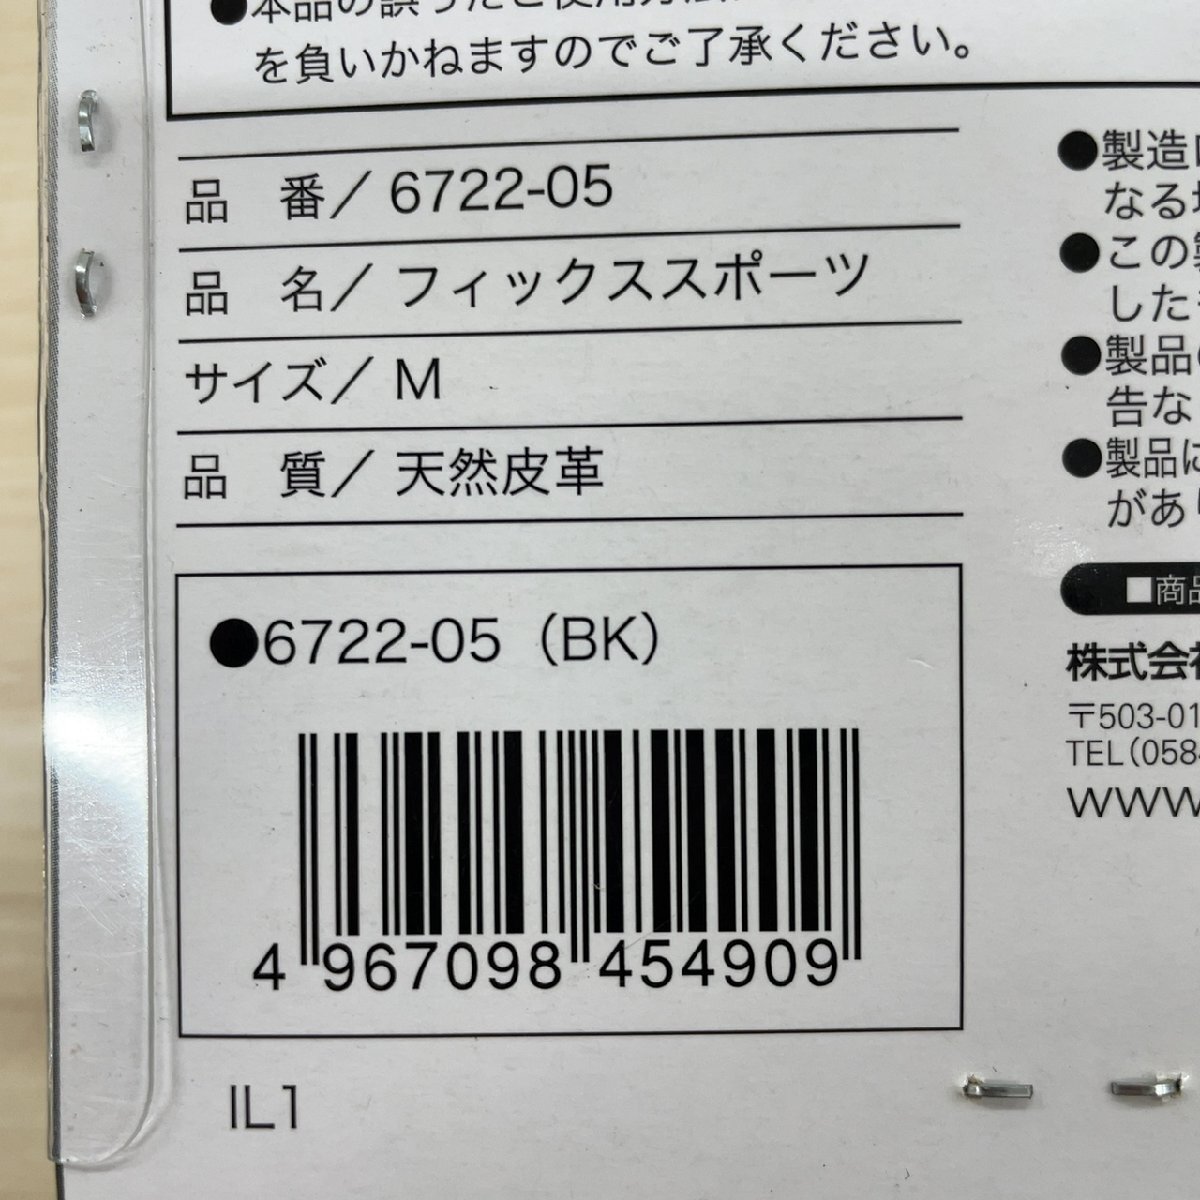 を負いかねますのでご了承ください。
品　番／6722-05
品　名／フィックススポーツ
サイズ／M
品　質／天然皮革
●6722-05（BK）
4 967098 454909
IL1
●製造
なる
●この
した
●製品
告な
●製品に
があり
■商品
株式会社
〒503-01
TEL(058
WWW